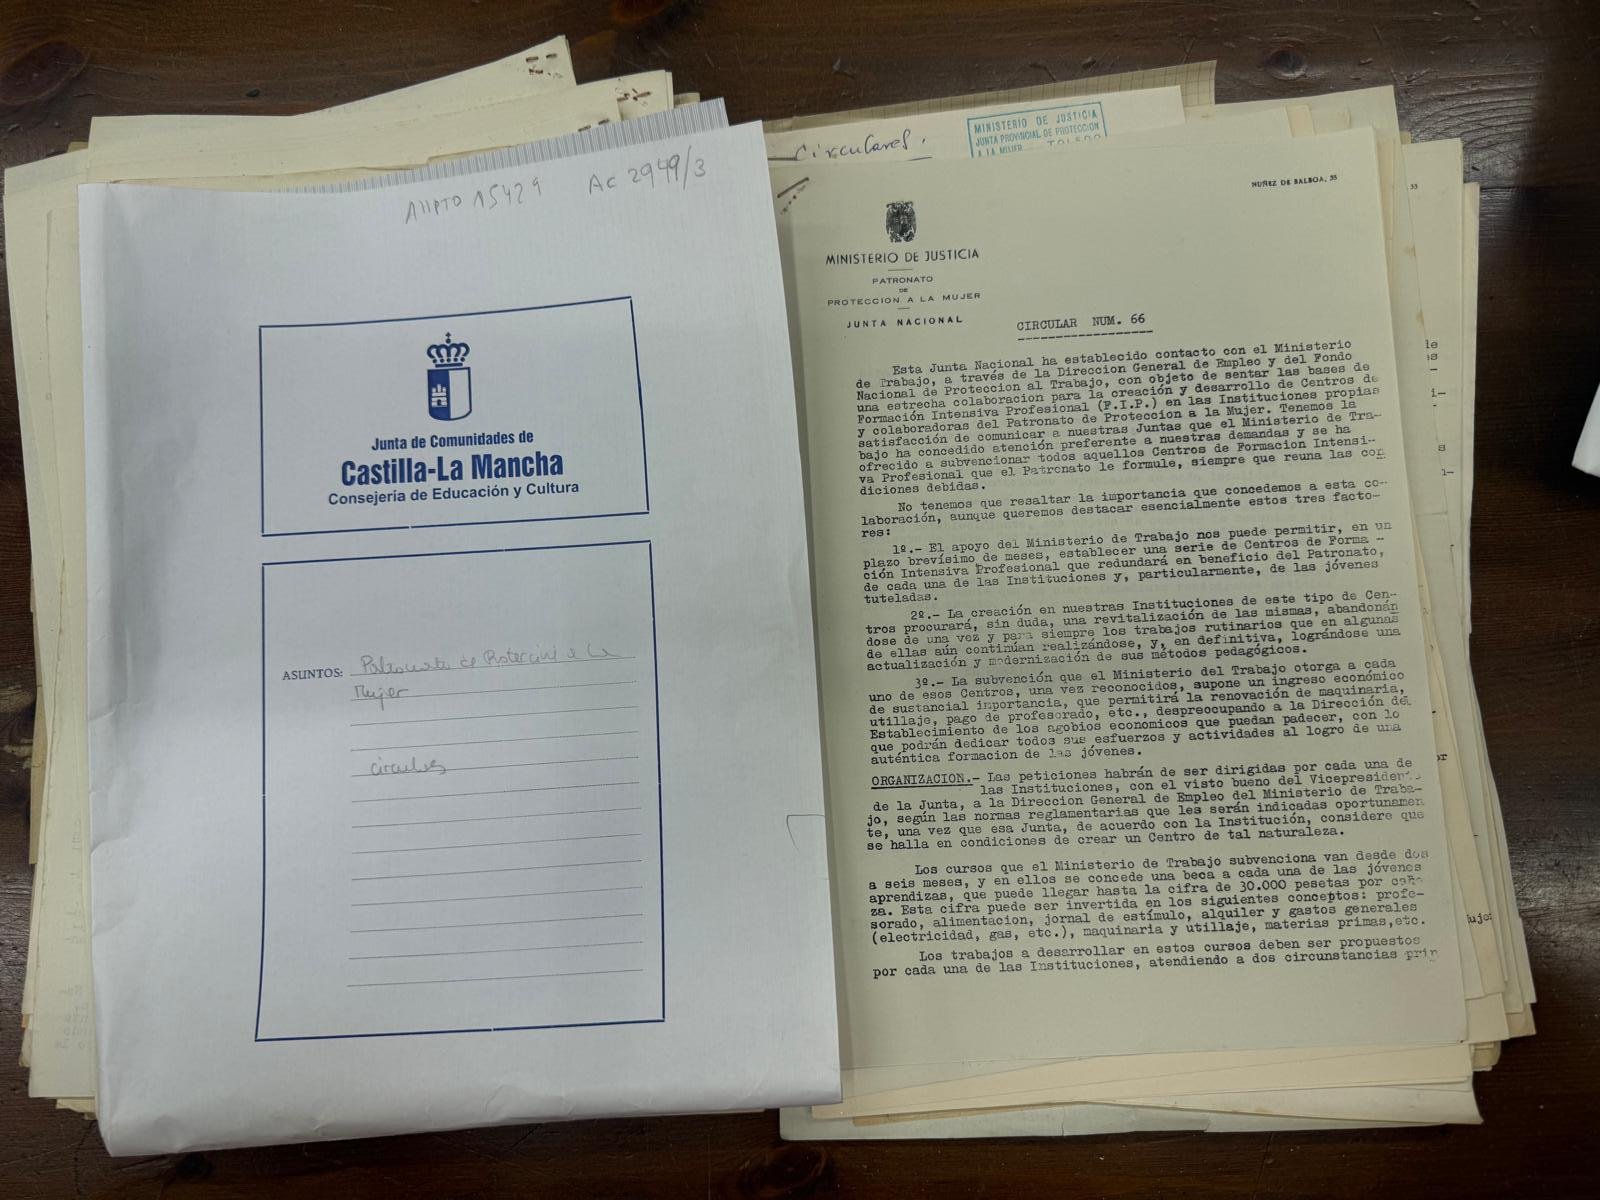 AHPTO 15429 Ac 2949/3
Junta de Comunidades de
Castilla-La Mancha
Consejería de Educación y Cultura
ASUNTOS: Patronato de Protección a la
Mujer
circulares
Circulares.
MINISTERIO DE JUSTICIA
JUNTA PROVINCIAL DE PROTECCION
A LA MUJER TOLEDO
NUÑEZ DE BALBOA, 33
33
MINISTERIO DE JUSTICIA
PATRONATO
DE
PROTECCION A LA MUJER
JUNTA NACIONAL
CIRCULAR NUM. 66
Esta Junta Nacional ha establecido contacto con el Ministerio
de Trabajo, a través de la Direccion General de Empleo y del Fondo
Nacional de Protección al Trabajo, con objeto de sentar las bases de
una estrecha colaboración para la creación y desarrollo de Centros de
Formación Intensiva Profesional (F.I.P.) en las Instituciones propias
y colaboradoras del Patronato de Protección a la Mujer. Tenemos la
satisfacción de comunicar a nuestras Juntas que el Ministerio de Tra-
bajo ha concedido atención preferente a nuestras demandas y se ha
ofrecido a subvencionar todos aquellos Centros de Formacion Intensi-
va Profesional que el Patronato le formule, siempre que reuna las con
diciones debidas.
No tenemos que resaltar la importancia que concedemos a esta co-
laboración, aunque queremos destacar esencialmente estos tres facto-
res:
1º.- El apoyo del Ministerio de Trabajo nos puede permitir, en un
plazo brevísimo de meses, establecer una serie de Centros de Forma -
ción Intensiva Profesional que redundará en beneficio del Patronato,
de cada una de las Instituciones y, particularmente, de las jóvenes
tuteladas.
2º.- La creación en nuestras Instituciones de este tipo de Cen-
tros procurará, sin duda, una revitalización de las mismas, abandonán
dose de una vez y para siempre los trabajos rutinarios que en algunas
de ellas aún continúan realizándose, y, en definitiva, lográndose una
actualización y modernización de sus métodos pedagógicos.
3º.- La subvención que el Ministerio del Trabajo otorga a cada
uno de esos Centros, una vez reconocidos, supone un ingreso económico
de sustancial importancia, que permitirá la renovación de maquinaria,
utillaje, pago de profesorado, etc., despreocupando a la Dirección del
Establecimiento de los agobios economicos que puedan padecer, con lo
que podrán dedicar todos sus esfuerzos y actividades al logro de una
auténtica formacion de las jóvenes.
ORGANIZACION.- Las peticiones habrán de ser dirigidas por cada una de
las Instituciones, con el visto bueno del Vicepresidente
de la Junta, a la Direccion General de Empleo del Ministerio de Traba-
jo, según las normas reglamentarias que les serán indicadas oportunamen
te, una vez que esa Junta, de acuerdo con la Institución, considere que
se halla en condiciones de crear un Centro de tal naturaleza.
Los cursos que el Ministerio de Trabajo subvenciona van desde dos
a seis meses, y en ellos se concede una beca a cada una de las jóvenes
aprendizas, que puede llegar hasta la cifra de 30.000 pesetas por cabe
za. Esta cifra puede ser invertida en los siguientes conceptos: profe-
sorado, alimentacion, jornal de estímulo, alquiler y gastos generales
(electricidad, gas, etc.), maquinaria y utillaje, materias primas,etc.
Los trabajos a desarrollar en estos cursos deben ser propuestos
por cada una de las Instituciones, atendiendo a dos circunstancias prin